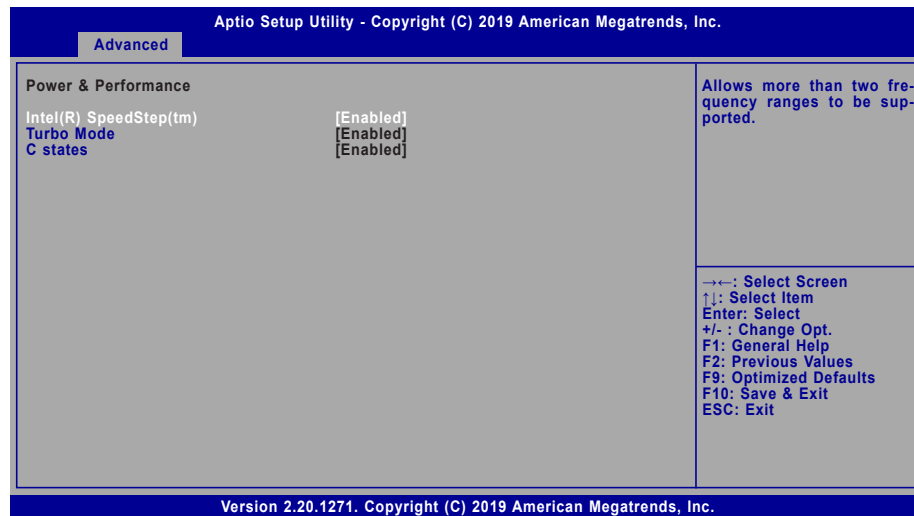 Aptio Setup Utility - Copyright (C) 2019 American Megatrends, Inc.
Advanced
Power & Performance
Intel(R) SpeedStep(tm) [Enabled]
Turbo Mode [Enabled]
C states [Enabled]
Allows more than two fre-
quency ranges to be sup-
ported.
→←: Select Screen
↑↓: Select Item
Enter: Select
+/- : Change Opt.
F1: General Help
F2: Previous Values
F9: Optimized Defaults
F10: Save & Exit
ESC: Exit
Version 2.20.1271. Copyright (C) 2019 American Megatrends, Inc.